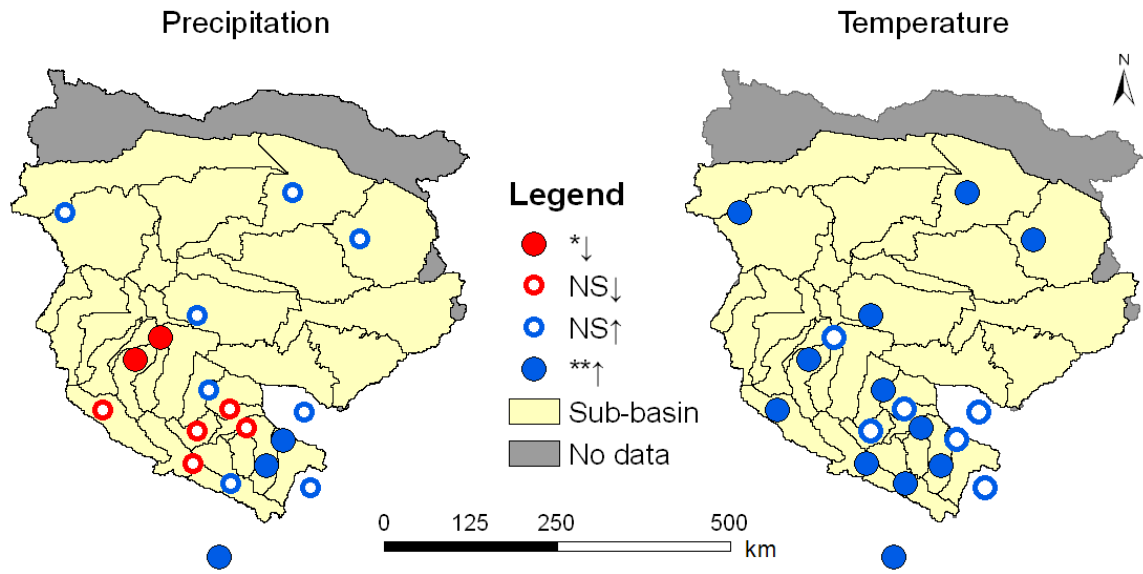 Precipitation
Temperature
N
Legend
*↓
NS↓
NS↑
**↑
Sub-basin
No data
0 125 250 500
km